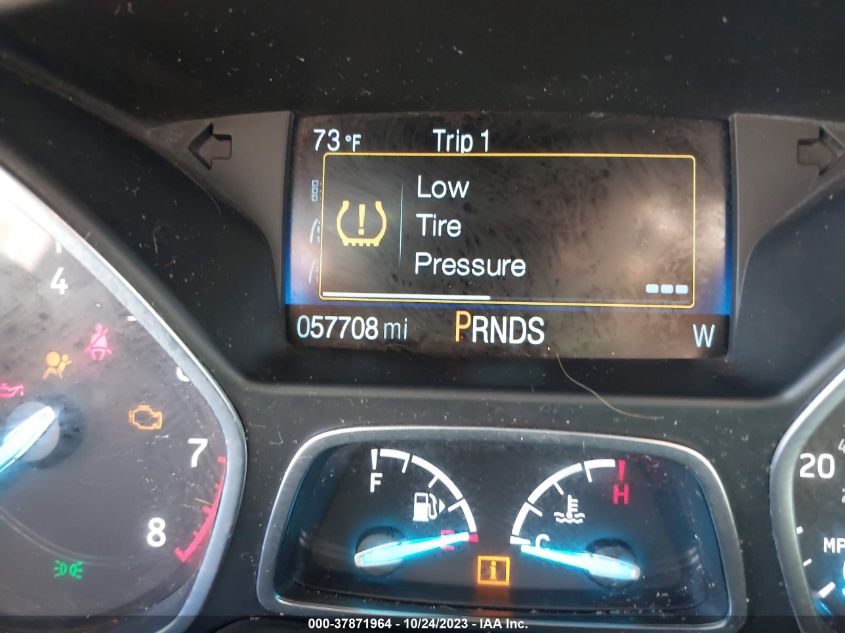 73 °F Trip 1
Low
Tire
Pressure
057708 mi PRNDS W
4
7
8
F
E
C
H
20
MP
000-37871964 / 10/24/2023 - IAA Inc.